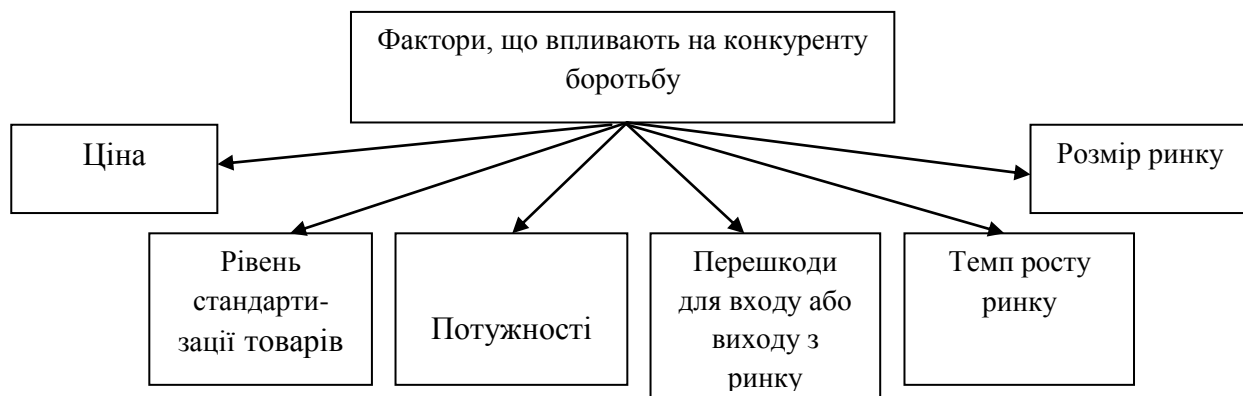 Фактори, що впливають на конкуренту
боротьбу
Ціна
Розмір ринку
Рівень
стандарти-
зації товарів
Потужності
Перешкоди
для входу або
виходу з
ринку
Темп росту
ринку